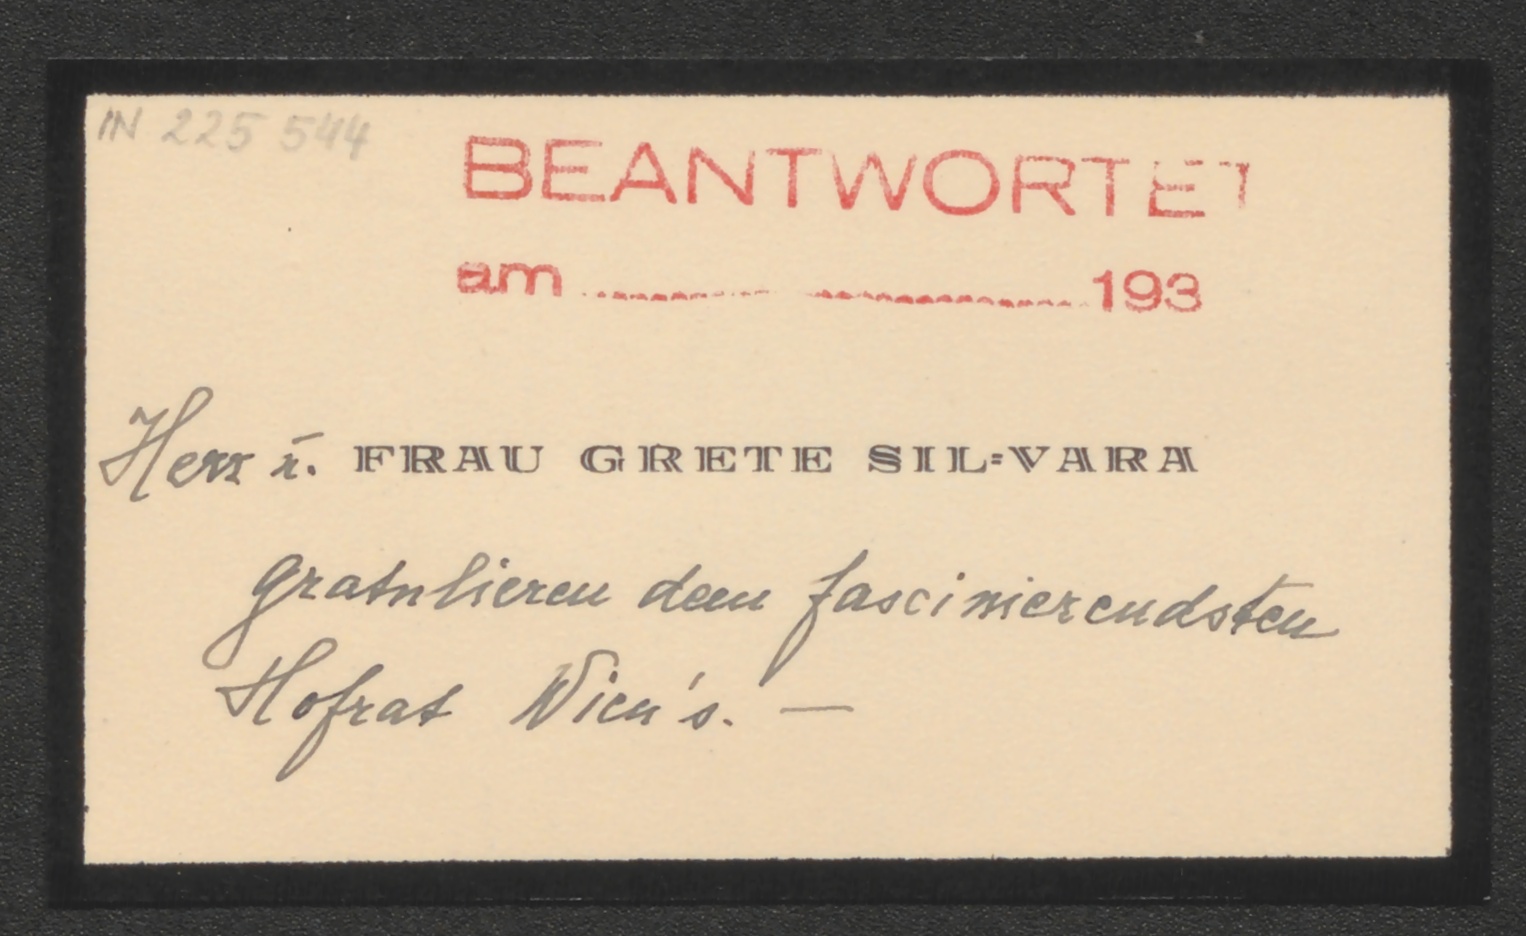 IN 225 544
BEANTWORTET
am .................................... 193
Herr u. FRAU GRETE SIL=VARA
gratulieren dem fascinierendsten
Hofrat Wien's. —